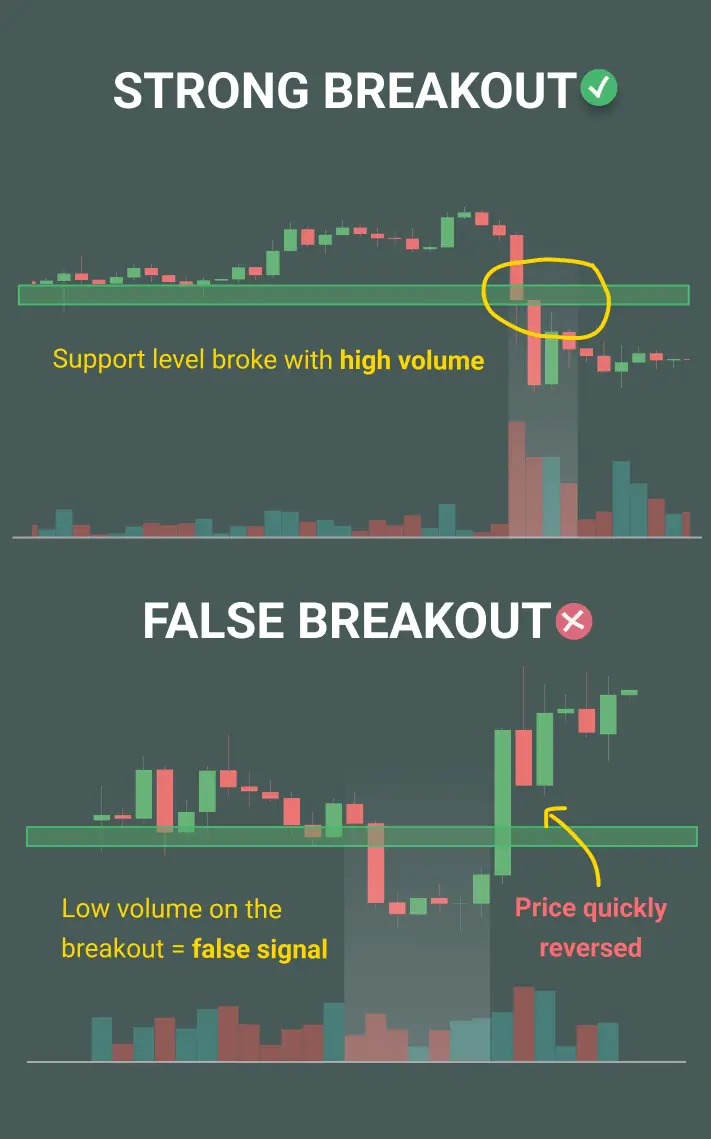 STRONG BREAKOUT
Support level broke with high volume
FALSE BREAKOUT
Low volume on the
breakout = false signal
Price quickly
reversed